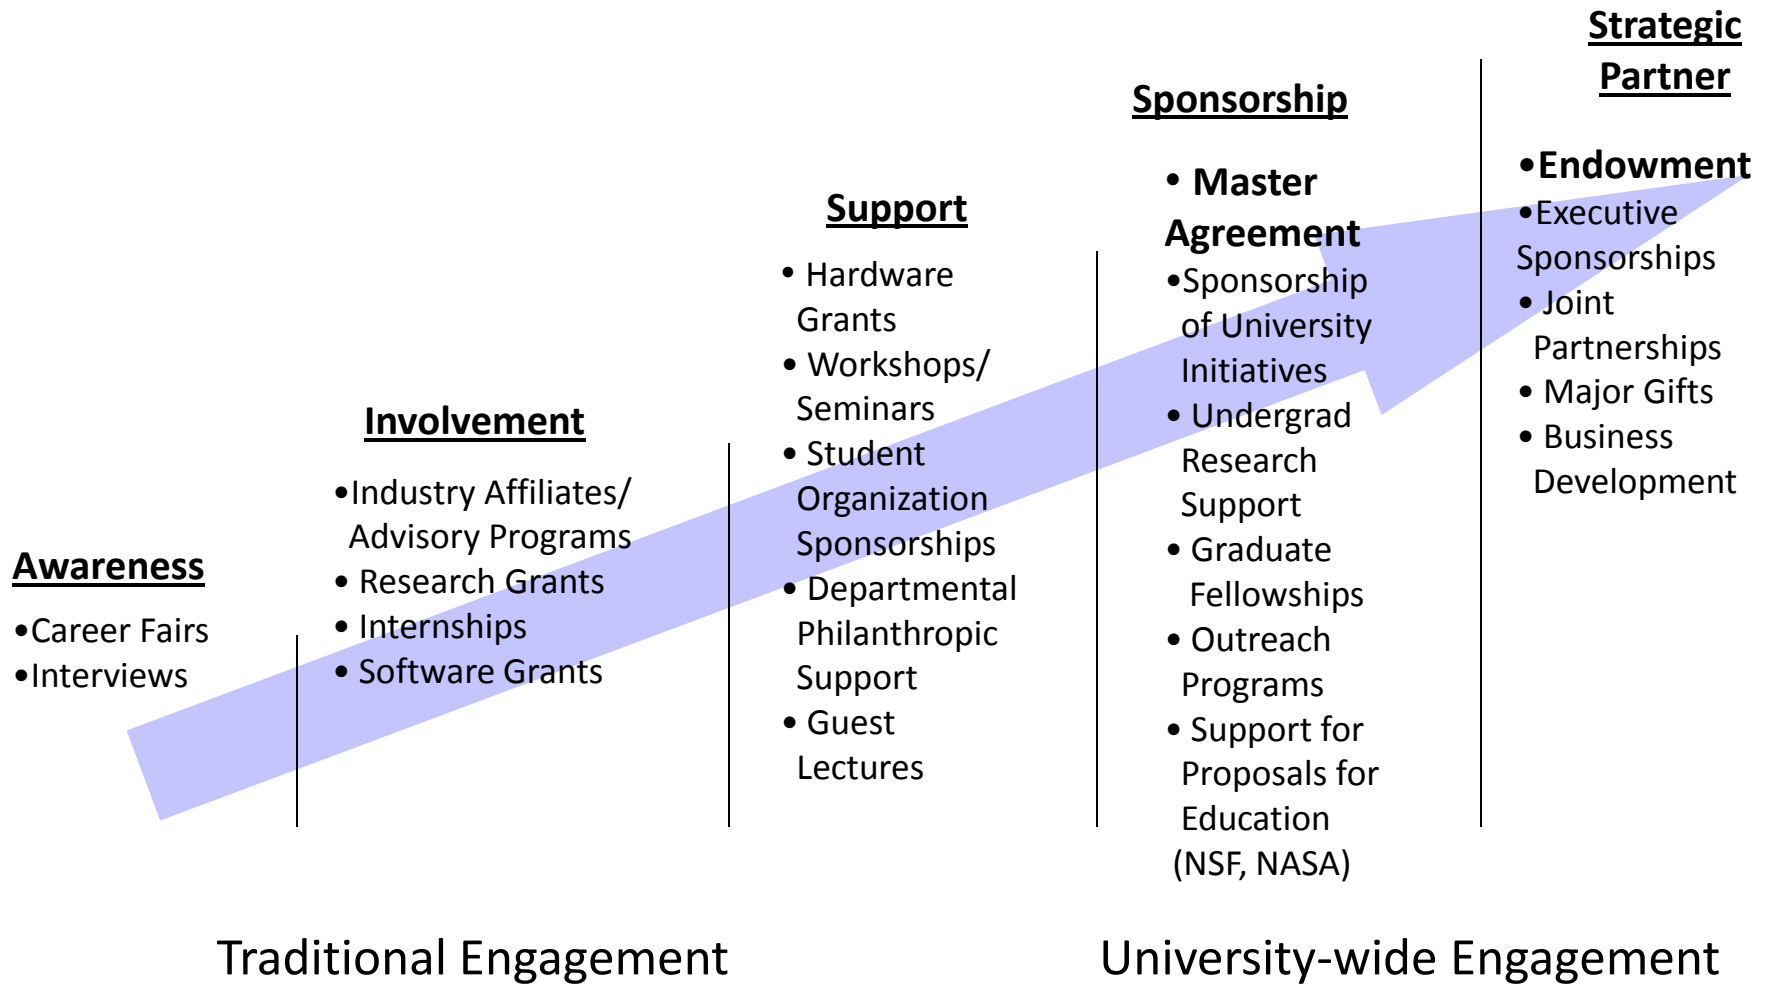 Awareness
•Career Fairs
•Interviews
Involvement
•Industry Affiliates/
Advisory Programs
• Research Grants
• Internships
• Software Grants
Support
• Hardware
Grants
• Workshops/
Seminars
• Student
Organization
Sponsorships
• Departmental
Philanthropic
Support
• Guest
Lectures
Sponsorship
• Master
Agreement
•Sponsorship
of University
Initiatives
• Undergrad
Research
Support
• Graduate
Fellowships
• Outreach
Programs
• Support for
Proposals for
Education
(NSF, NASA)
Strategic
Partner
•Endowment
•Executive
Sponsorships
• Joint
Partnerships
• Major Gifts
• Business
Development
Traditional Engagement
University-wide Engagement